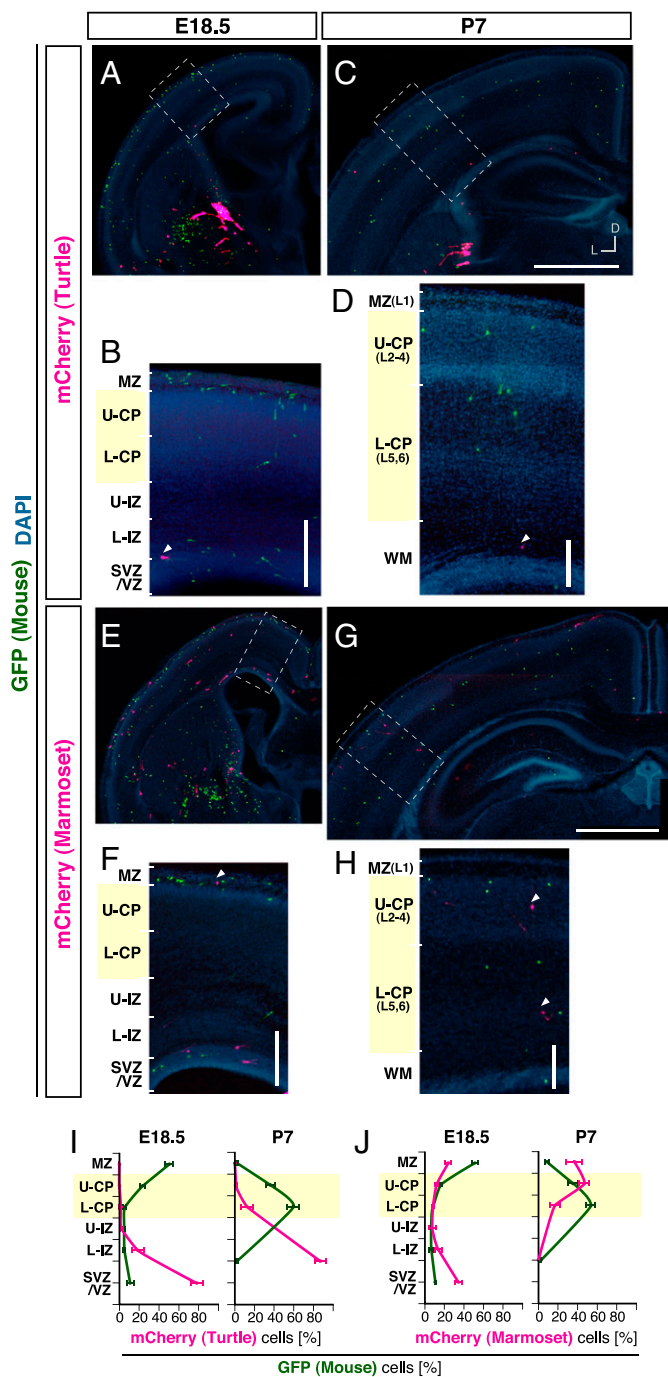 E18.5
P7
GFP (Mouse) DAPI
mCherry (Turtle)
A
C
D
L
D
MZ(L1)
U-CP
(L2-4)
L-CP
(L5,6)
WM
B
MZ
U-CP
L-CP
U-IZ
L-IZ
SVZ
/VZ
mCherry (Marmoset)
E
G
F
MZ
U-CP
L-CP
U-IZ
L-IZ
SVZ
/VZ
H
MZ(L1)
U-CP
(L2-4)
L-CP
(L5,6)
WM
I
E18.5
P7
J
E18.5
P7
MZ
U-CP
L-CP
U-IZ
L-IZ
SVZ
/VZ
MZ
U-CP
L-CP
U-IZ
L-IZ
SVZ
/VZ
0 20 40 60 80
0 20 40 60 80
0 20 40 60 80
0 20 40 60 80
mCherry (Turtle) cells [%]
mCherry (Marmoset) cells [%]
GFP (Mouse) cells [%]